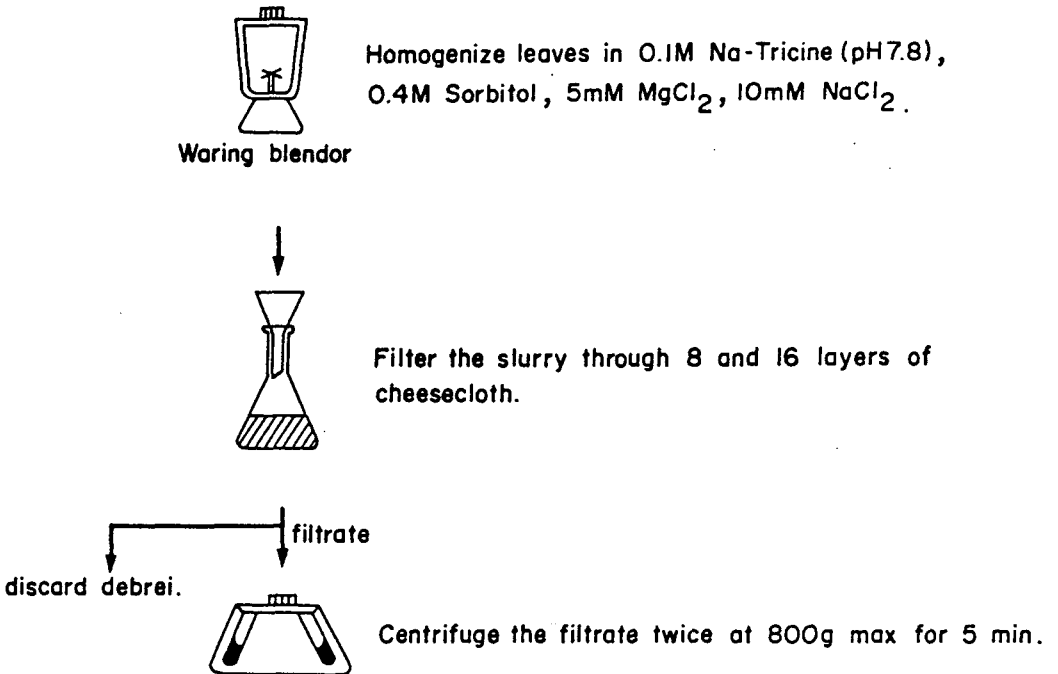 Homogenize leaves in 0.1M Na-Tricine (pH7.8),
0.4M Sorbitol, 5mM MgCl₂, 10mM NaCl₂.
Waring blendor
Filter the slurry through 8 and 16 layers of
cheesecloth.
filtrate
discard debrei.
Centrifuge the filtrate twice at 800g max for 5 min.